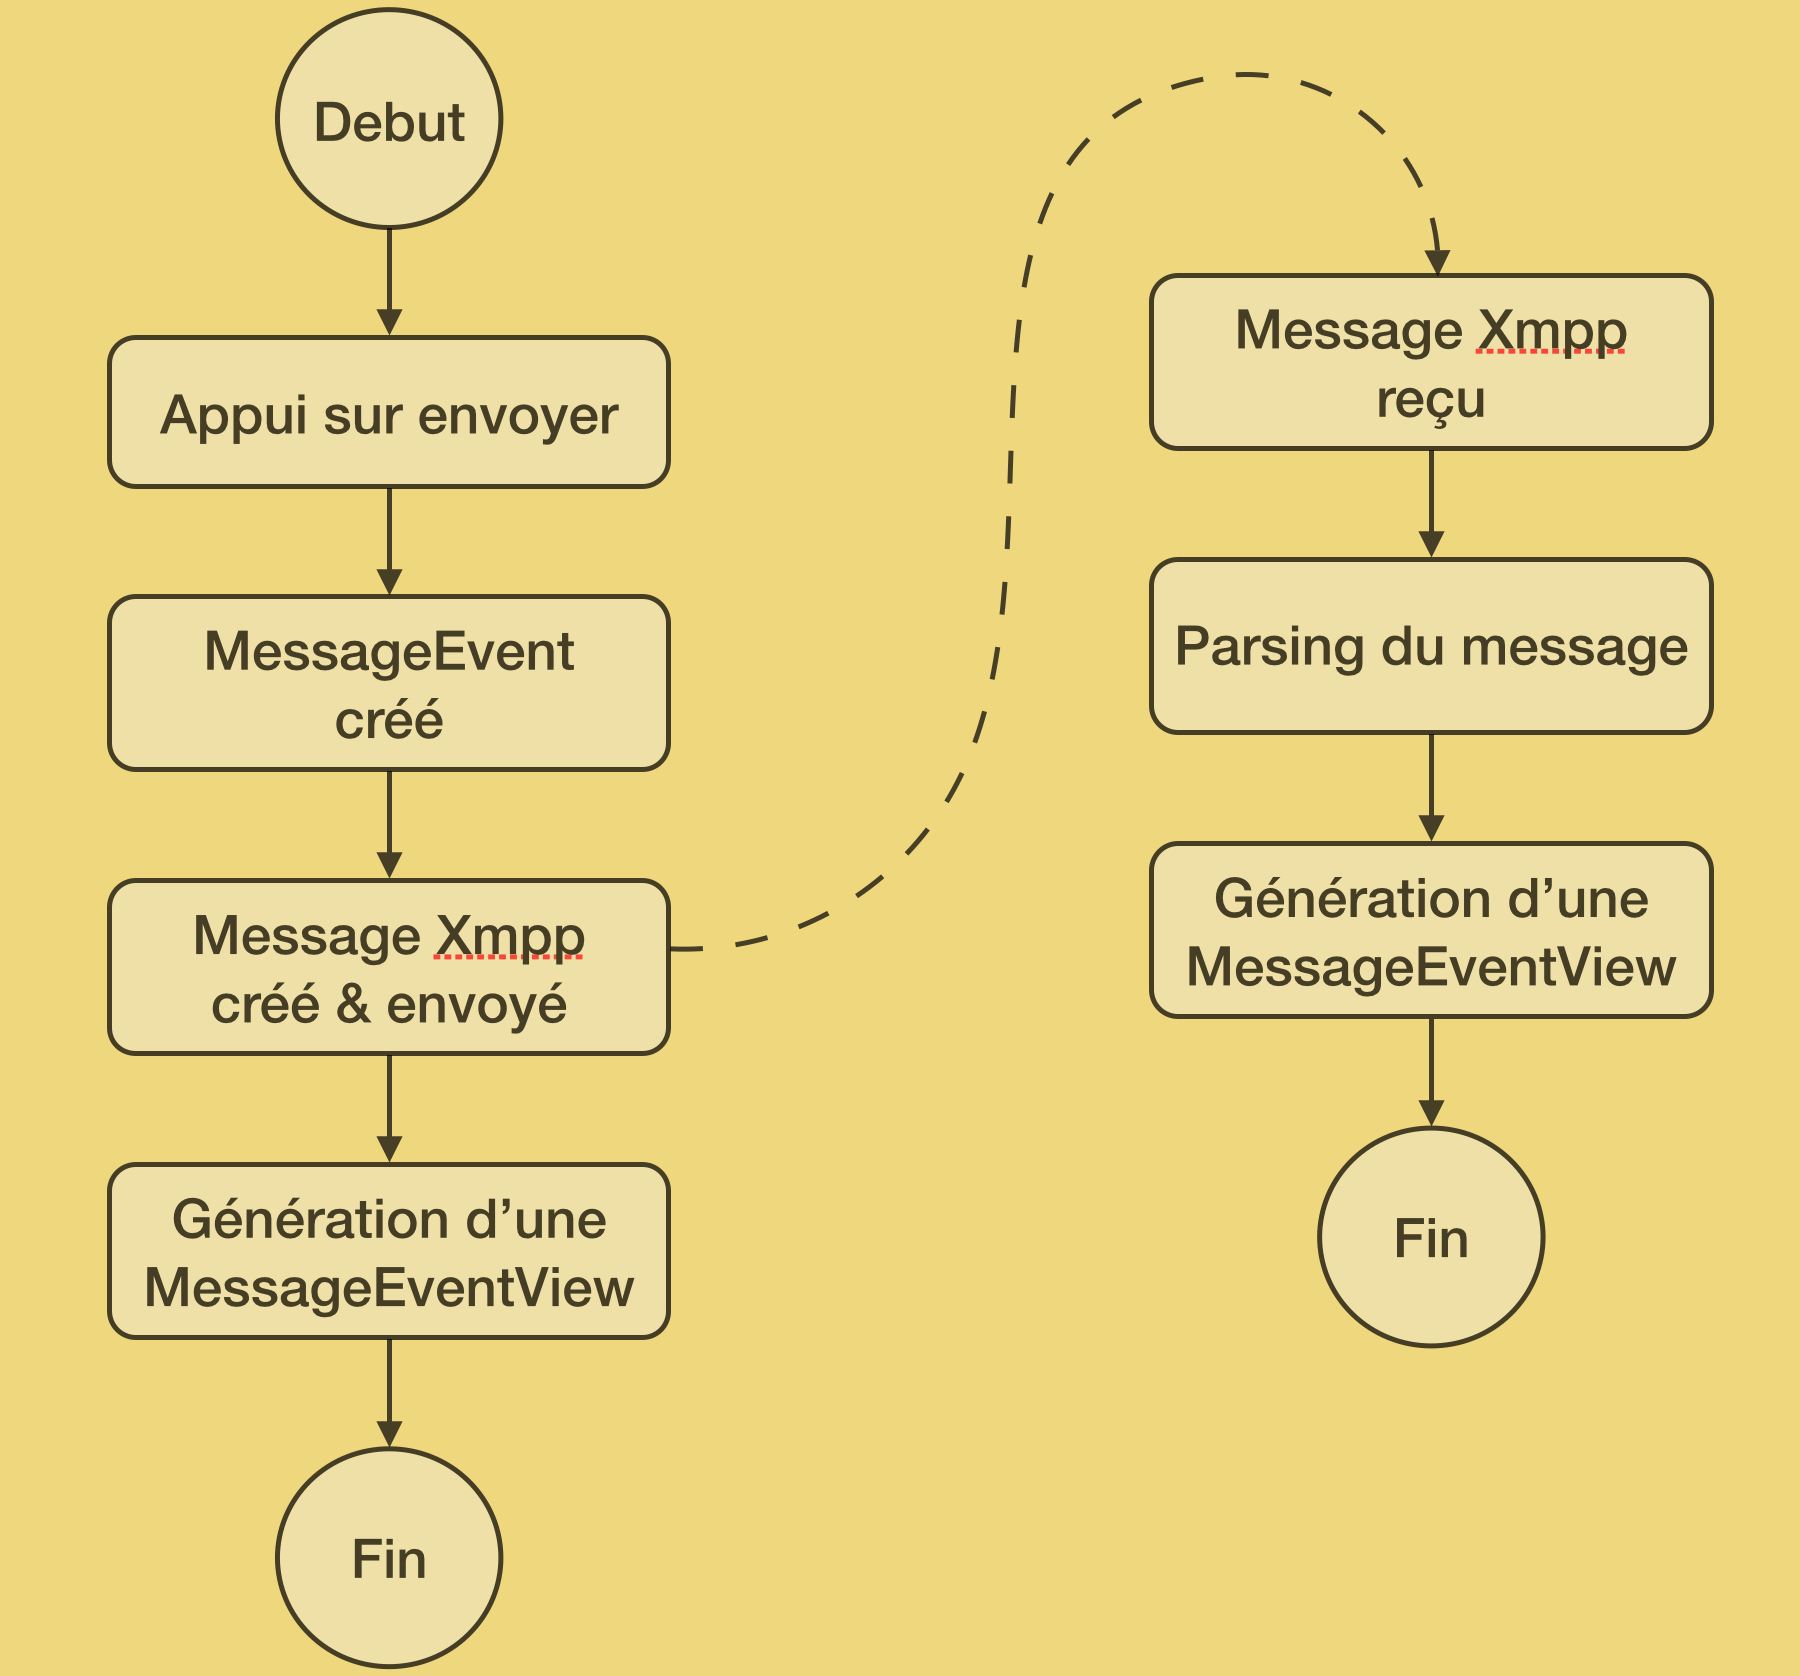 Debut
Appui sur envoyer
MessageEvent
créé
Message Xmpp
créé & envoyé
Génération d’une
MessageEventView
Fin
Message Xmpp
reçu
Parsing du message
Génération d’une
MessageEventView
Fin